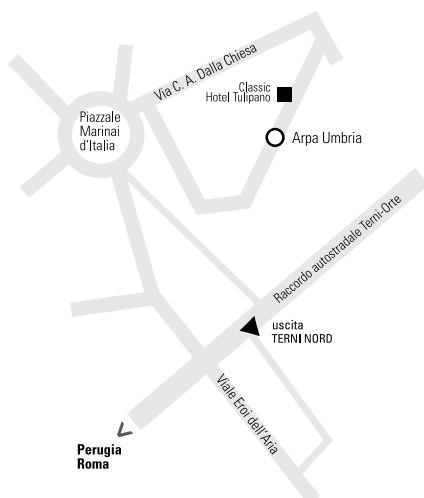 Via C. A. Dalla Chiesa
Classic
Hotel Tulipano
Piazzale
Marinai
d'Italia
Arpa Umbria
Raccordo autostradale Terni-Orte
uscita
TERNI NORD
Viale Eroi dell'Aria
Perugia
Roma